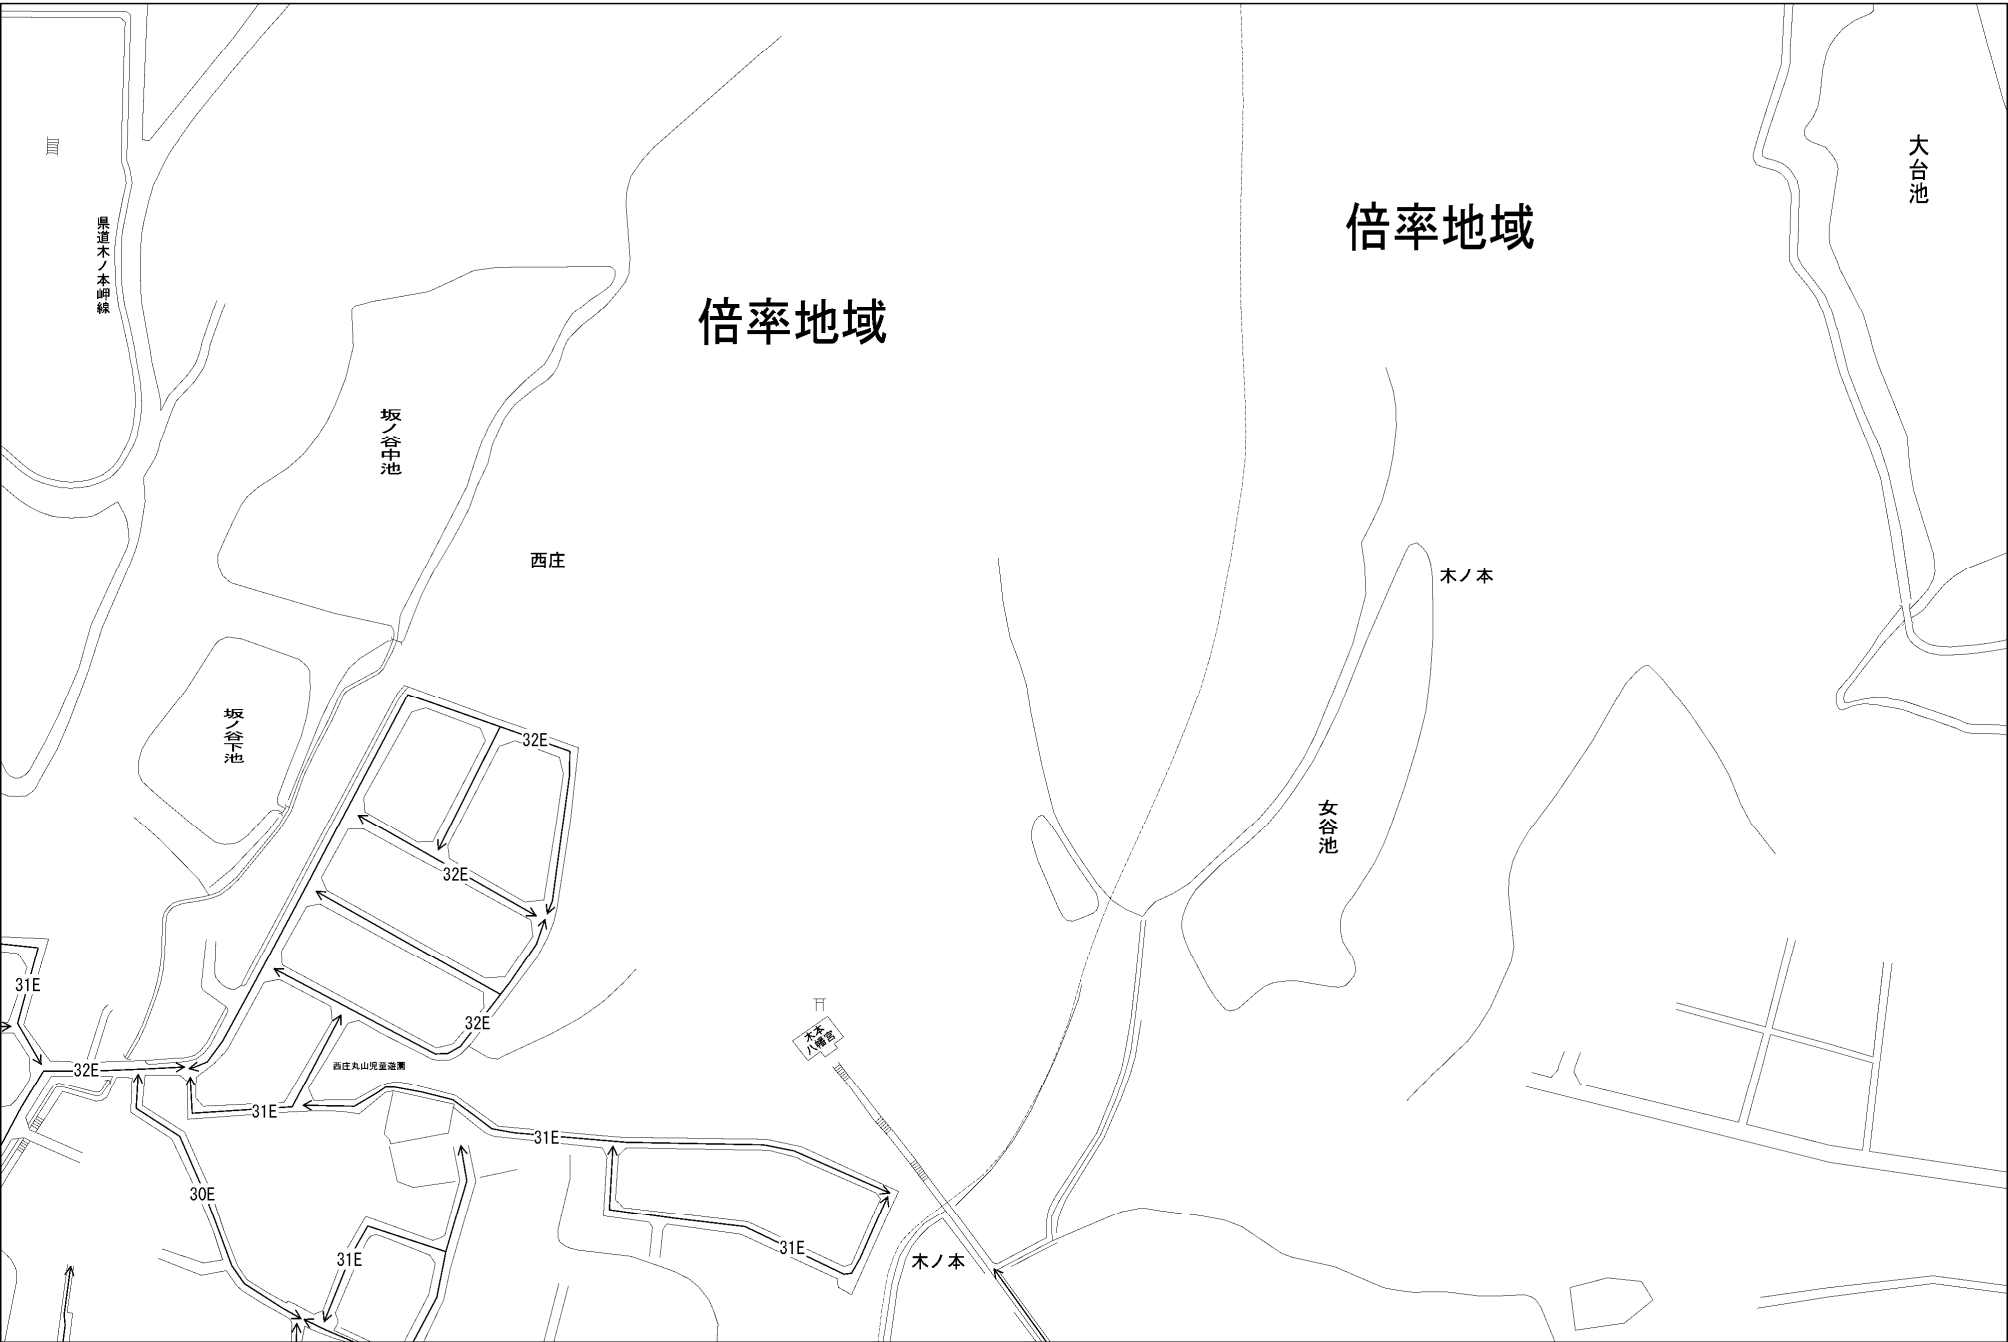 大台池
倍率地域
県道木ノ本岬線
倍率地域
坂ノ谷中池
西庄
木ノ本
坂ノ谷下池
32E
女谷池
32E
31E
32E
木本
八幡宮
西庄丸山児童遊園
32E
31E
31E
30E
31E
31E
木ノ本